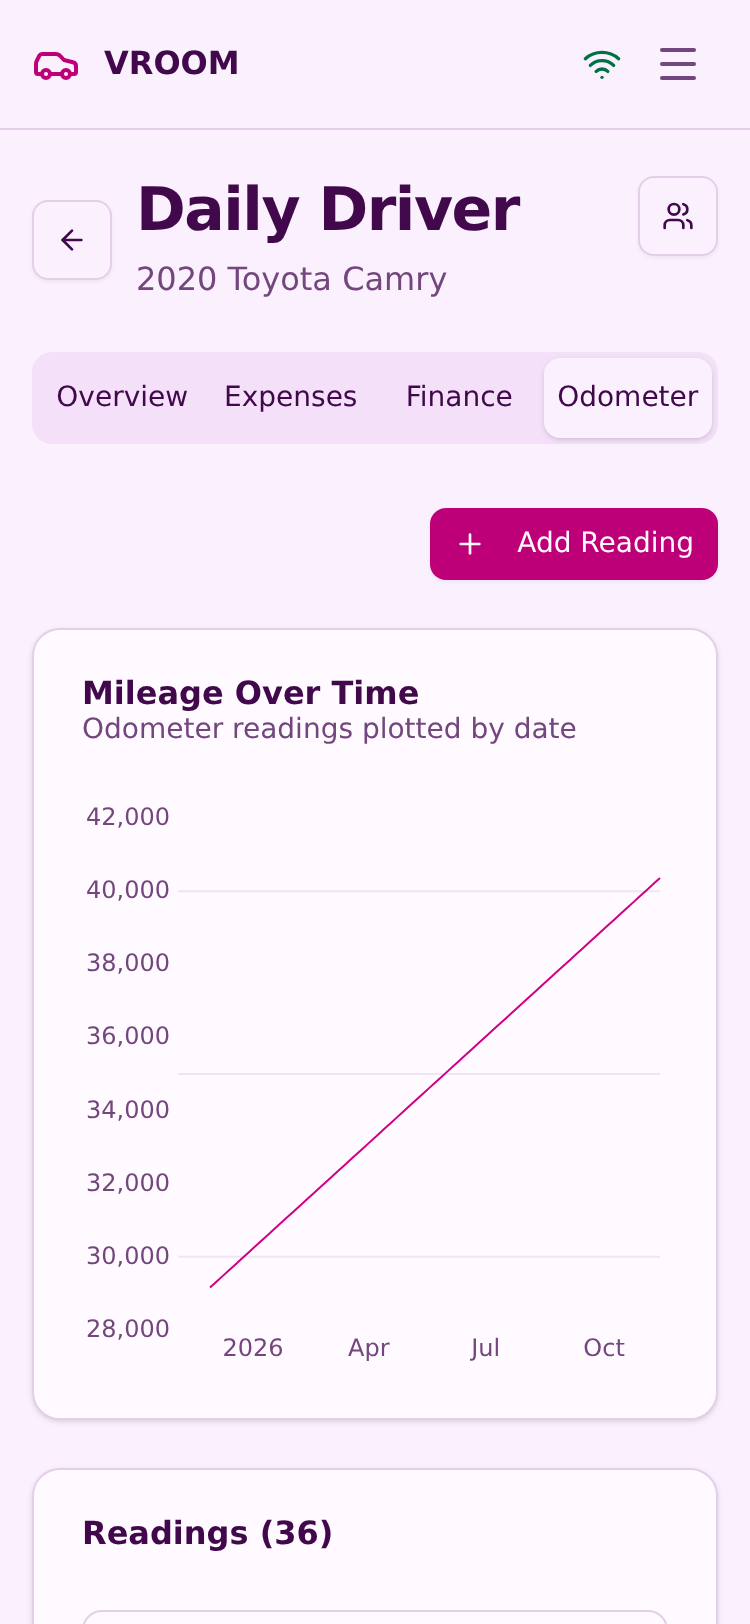 VROOM
Daily Driver
2020 Toyota Camry
Overview Expenses Finance Odometer
Add Reading
Mileage Over Time
Odometer readings plotted by date
42,000
40,000
38,000
36,000
34,000
32,000
30,000
28,000
2026 Apr Jul Oct
Readings (36)